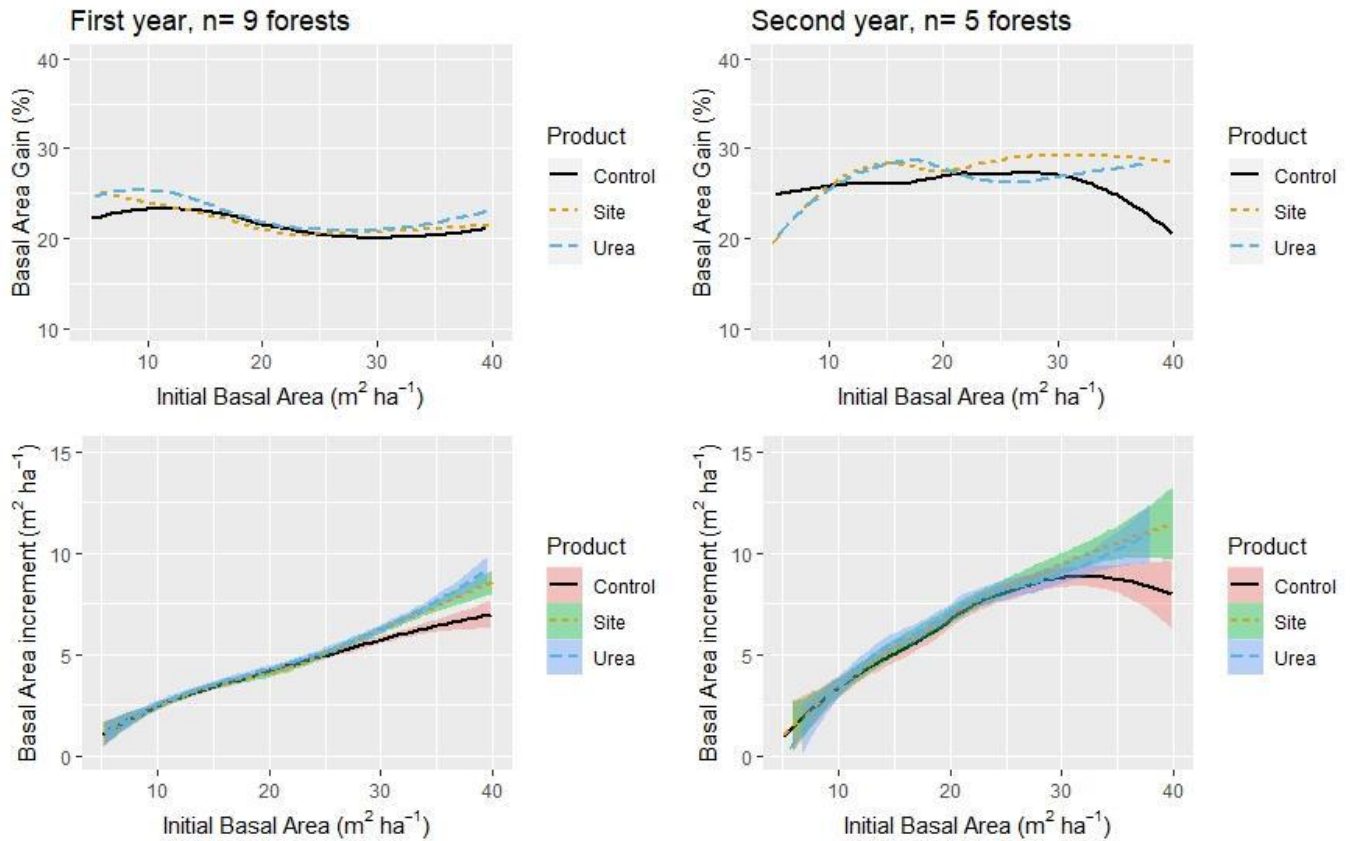 First year, n= 9 forests
Basal Area Gain (%)
40
30
20
10
10 20 30 40
Initial Basal Area (m² ha⁻¹)
Product
Control
Site
Urea
Second year, n= 5 forests
Basal Area Gain (%)
40
30
20
10
10 20 30 40
Initial Basal Area (m² ha⁻¹)
Product
Control
Site
Urea
Basal Area increment (m² ha⁻¹)
15
10
5
0
10 20 30 40
Initial Basal Area (m² ha⁻¹)
Product
Control
Site
Urea
Basal Area increment (m² ha⁻¹)
15
10
5
0
10 20 30 40
Initial Basal Area (m² ha⁻¹)
Product
Control
Site
Urea